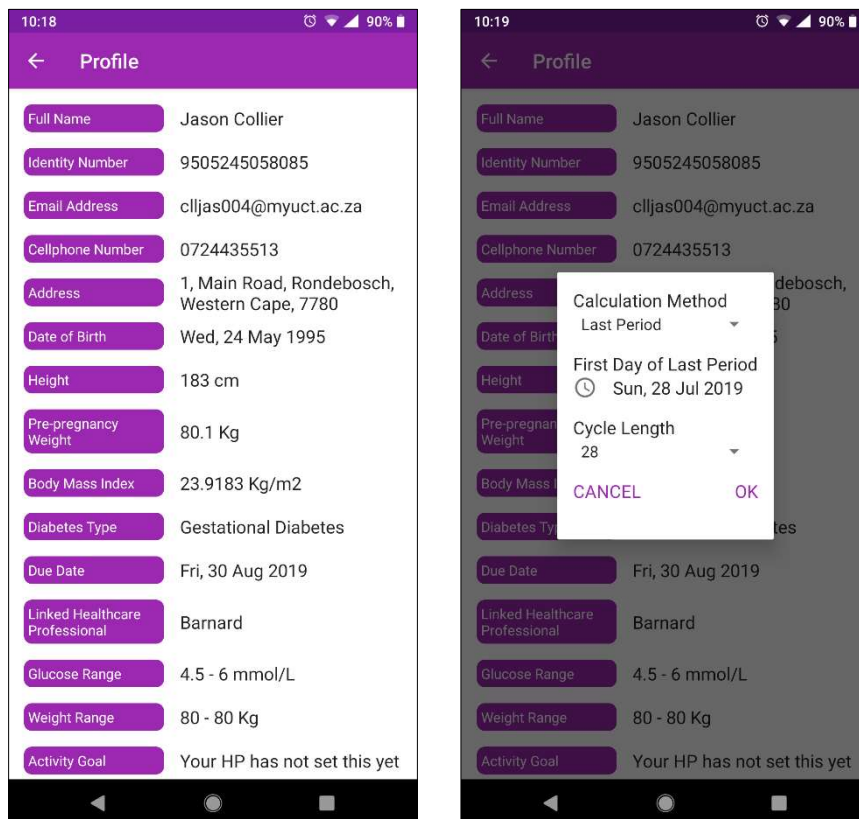 10:18 90%
Profile
Full Name Jason Collier
Identity Number 9505245058085
Email Address clljas004@myuct.ac.za
Cellphone Number 0724435513
Address 1, Main Road, Rondebosch,
Western Cape, 7780
Date of Birth Wed, 24 May 1995
Height 183 cm
Pre-pregnancy
Weight 80.1 Kg
Body Mass Index 23.9183 Kg/m2
Diabetes Type Gestational Diabetes
Due Date Fri, 30 Aug 2019
Linked Healthcare
Professional Barnard
Glucose Range 4.5 - 6 mmol/L
Weight Range 80 - 80 Kg
Activity Goal Your HP has not set this yet
10:19 90%
Profile
Full Name Jason Collier
Identity Number 9505245058085
Email Address clljas004@myuct.ac.za
Cellphone Number 0724435513
Address debosch,
Date of Birth
Height
Pre-pregnan
Weight
Body Mass I
Diabetes Ty tes
Calculation Method
Last Period
First Day of Last Period
Sun, 28 Jul 2019
Cycle Length
28
CANCEL OK
Due Date Fri, 30 Aug 2019
Linked Healthcare
Professional Barnard
Glucose Range 4.5 - 6 mmol/L
Weight Range 80 - 80 Kg
Activity Goal Your HP has not set this yet